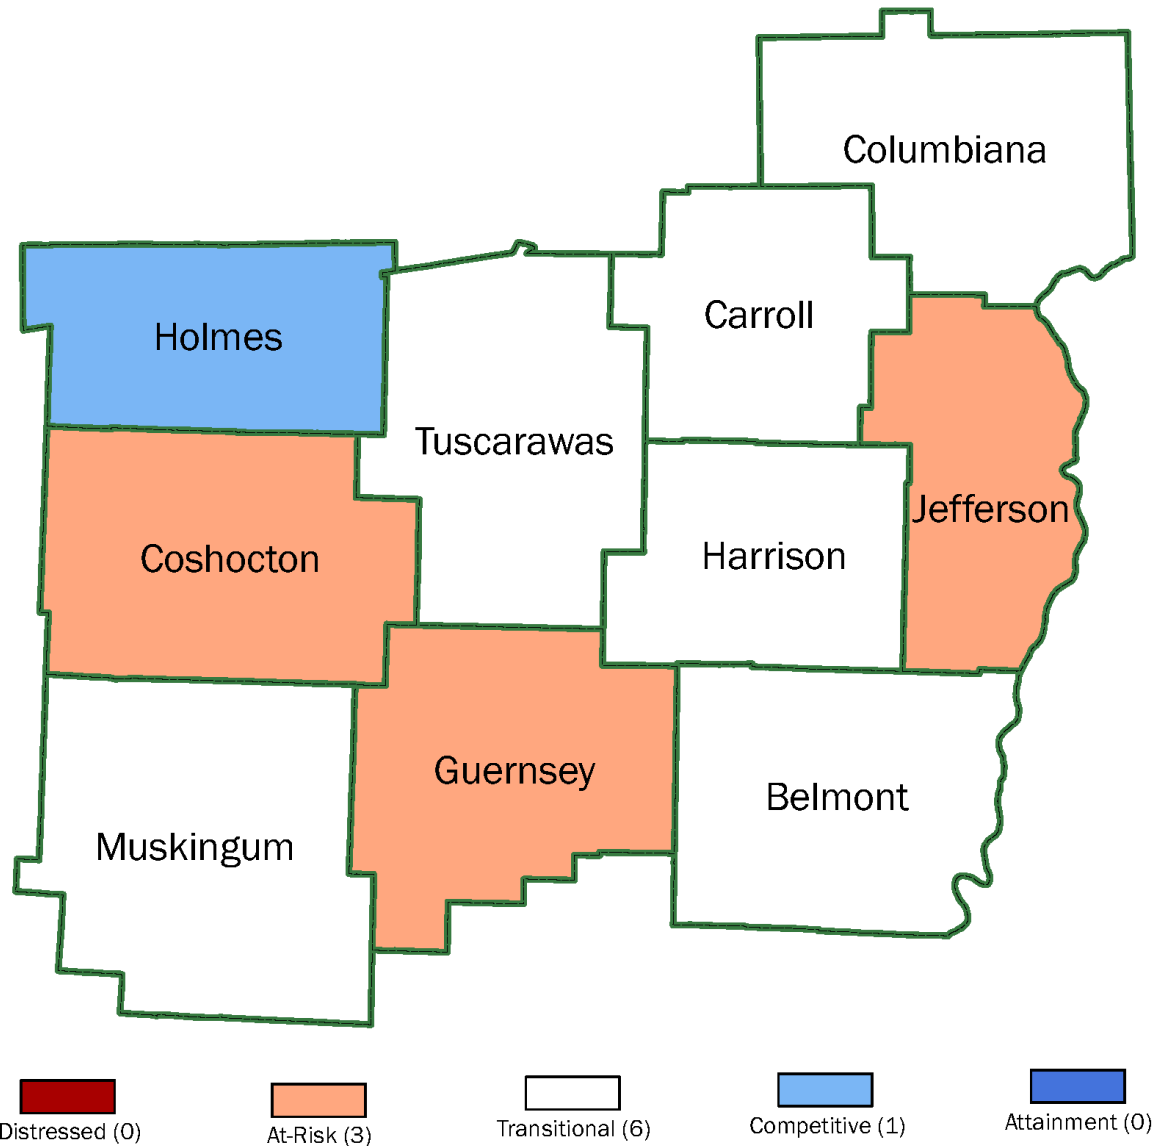 Columbiana
Carroll
Holmes
Tuscarawas
Jefferson
Harrison
Coshocton
Guernsey
Belmont
Muskingum
Distressed (0)
At-Risk (3)
Transitional (6)
Competitive (1)
Attainment (0)